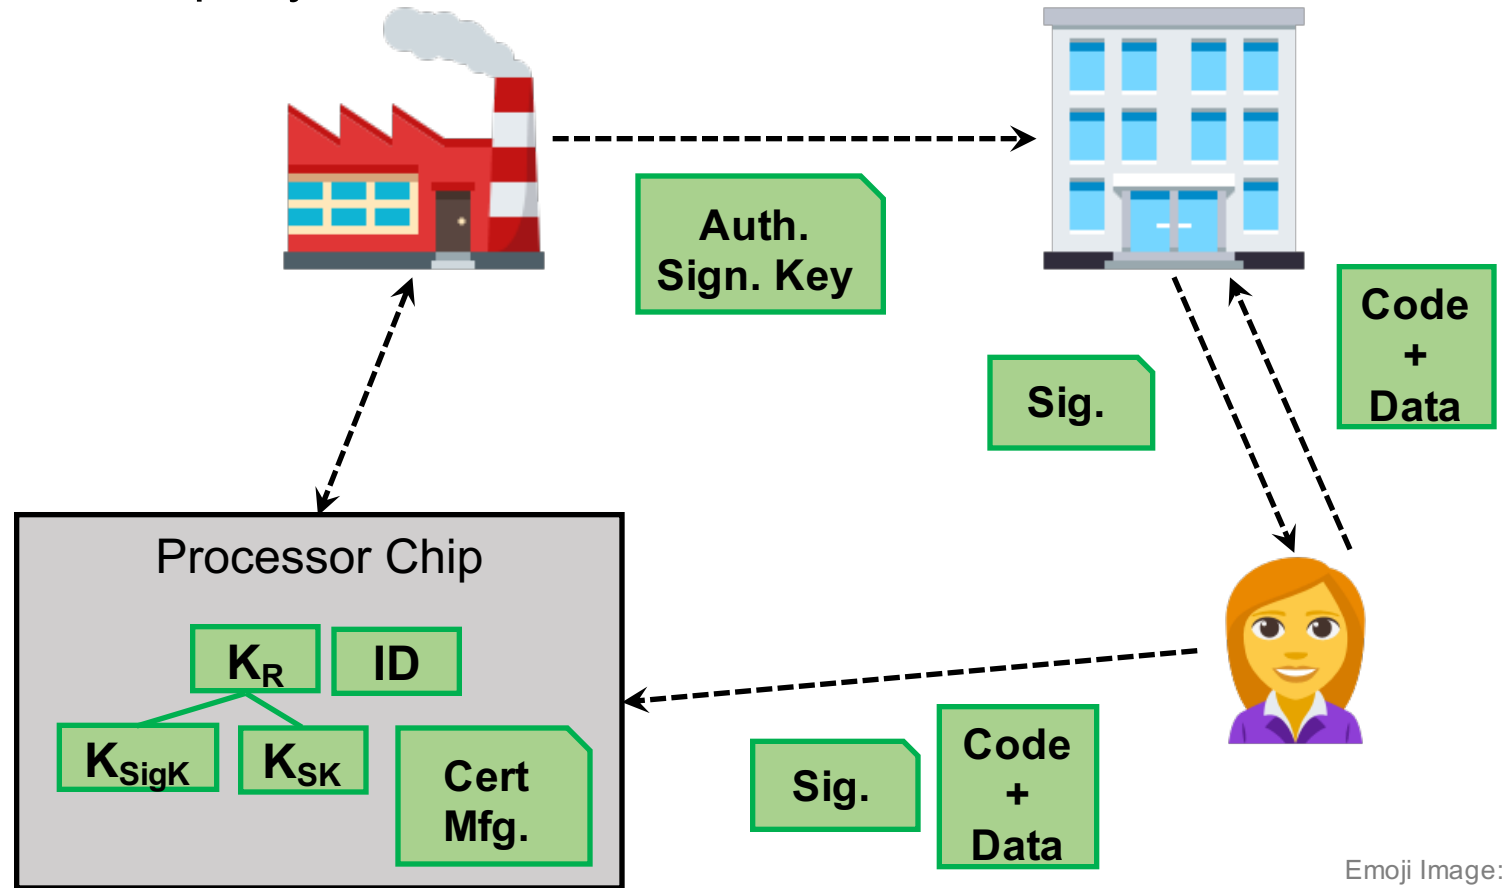 Auth.
Sign. Key
Code
+
Data
Sig.
Processor Chip
KR ID
KSigK KSK
Cert
Mfg.
Sig.
Code
+
Data
Emoji Image: